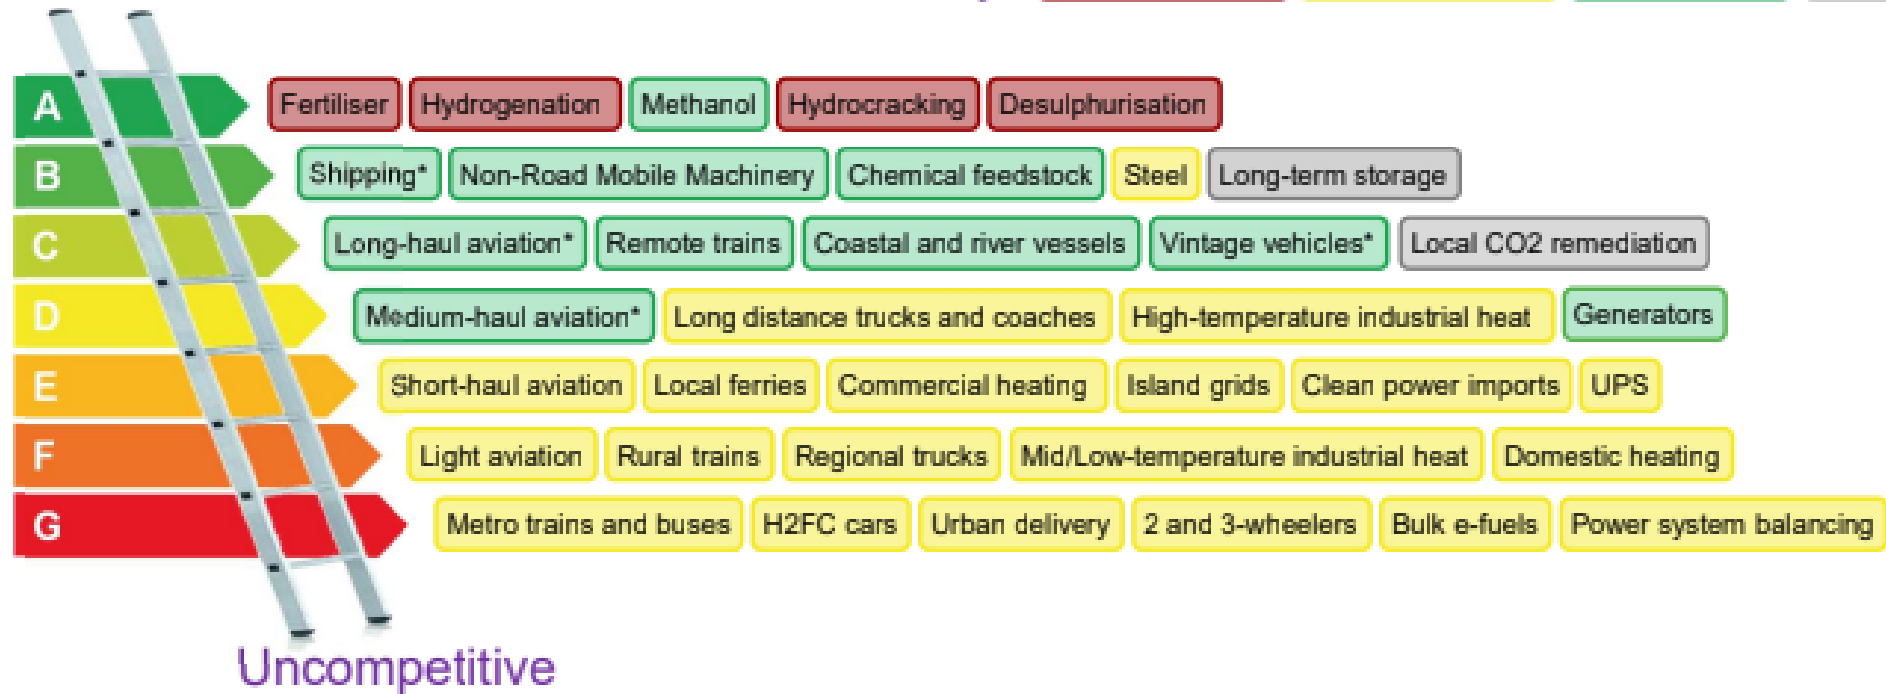 A Fertiliser Hydrogenation Methanol Hydrocracking Desulphurisation
B Shipping* Non-Road Mobile Machinery Chemical feedstock Steel Long-term storage
C Long-haul aviation* Remote trains Coastal and river vessels Vintage vehicles* Local CO2 remediation
D Medium-haul aviation* Long distance trucks and coaches High-temperature industrial heat Generators
E Short-haul aviation Local ferries Commercial heating Island grids Clean power imports UPS
F Light aviation Rural trains Regional trucks Mid/Low-temperature industrial heat Domestic heating
G Metro trains and buses H2FC cars Urban delivery 2 and 3-wheelers Bulk e-fuels Power system balancing
Uncompetitive